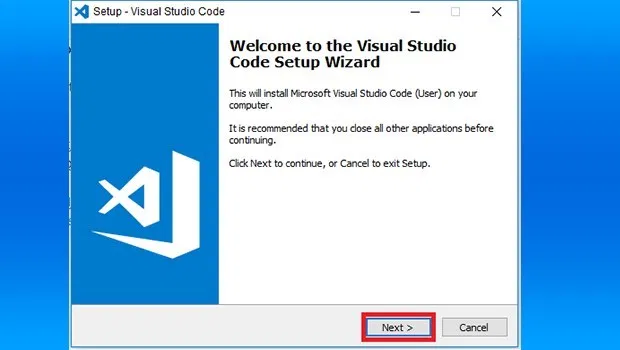 Setup - Visual Studio Code
Welcome to the Visual Studio
Code Setup Wizard
This will install Microsoft Visual Studio Code (User) on your
computer.
It is recommended that you close all other applications before
continuing.
Click Next to continue, or Cancel to exit Setup.
Next >
Cancel